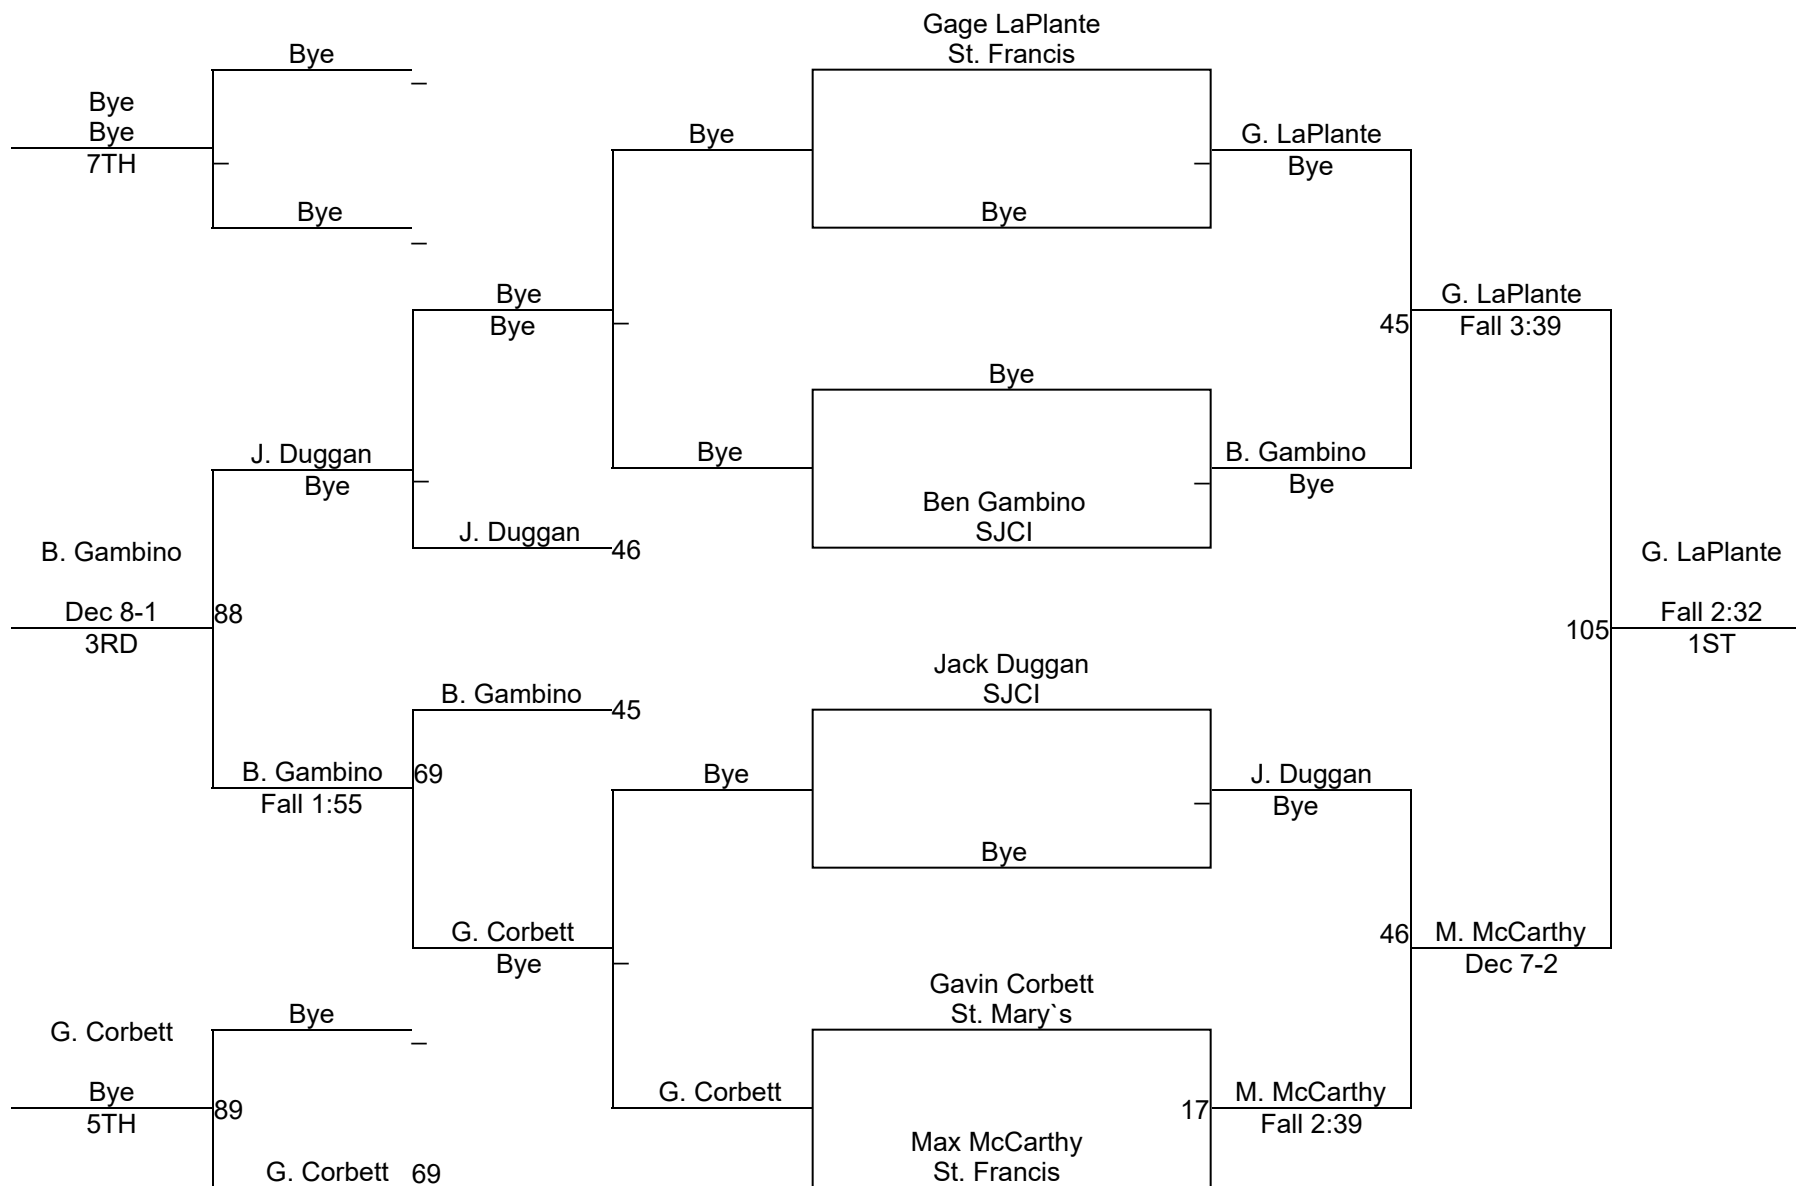 Gage LaPlante
St. Francis
Bye
Bye
Bye
7TH
Bye
Bye
G. LaPlante
Bye
Bye
Bye
Bye
G. LaPlante
45
Fall 3:39
Bye
J. Duggan
Bye
Bye
B. Gambino
Bye
Ben Gambino
SJCI
J. Duggan
46
B. Gambino
G. LaPlante
Dec 8-1
88
3RD
105
Fall 2:32
1ST
Jack Duggan
SJCI
B. Gambino
45
B. Gambino
69
Fall 1:55
Bye
J. Duggan
Bye
Bye
G. Corbett
Bye
46
M. McCarthy
Dec 7-2
Gavin Corbett
St. Mary`s
Bye
G. Corbett
Bye
89
5TH
G. Corbett
17
M. McCarthy
Fall 2:39
Max McCarthy
St. Francis
G. Corbett
69